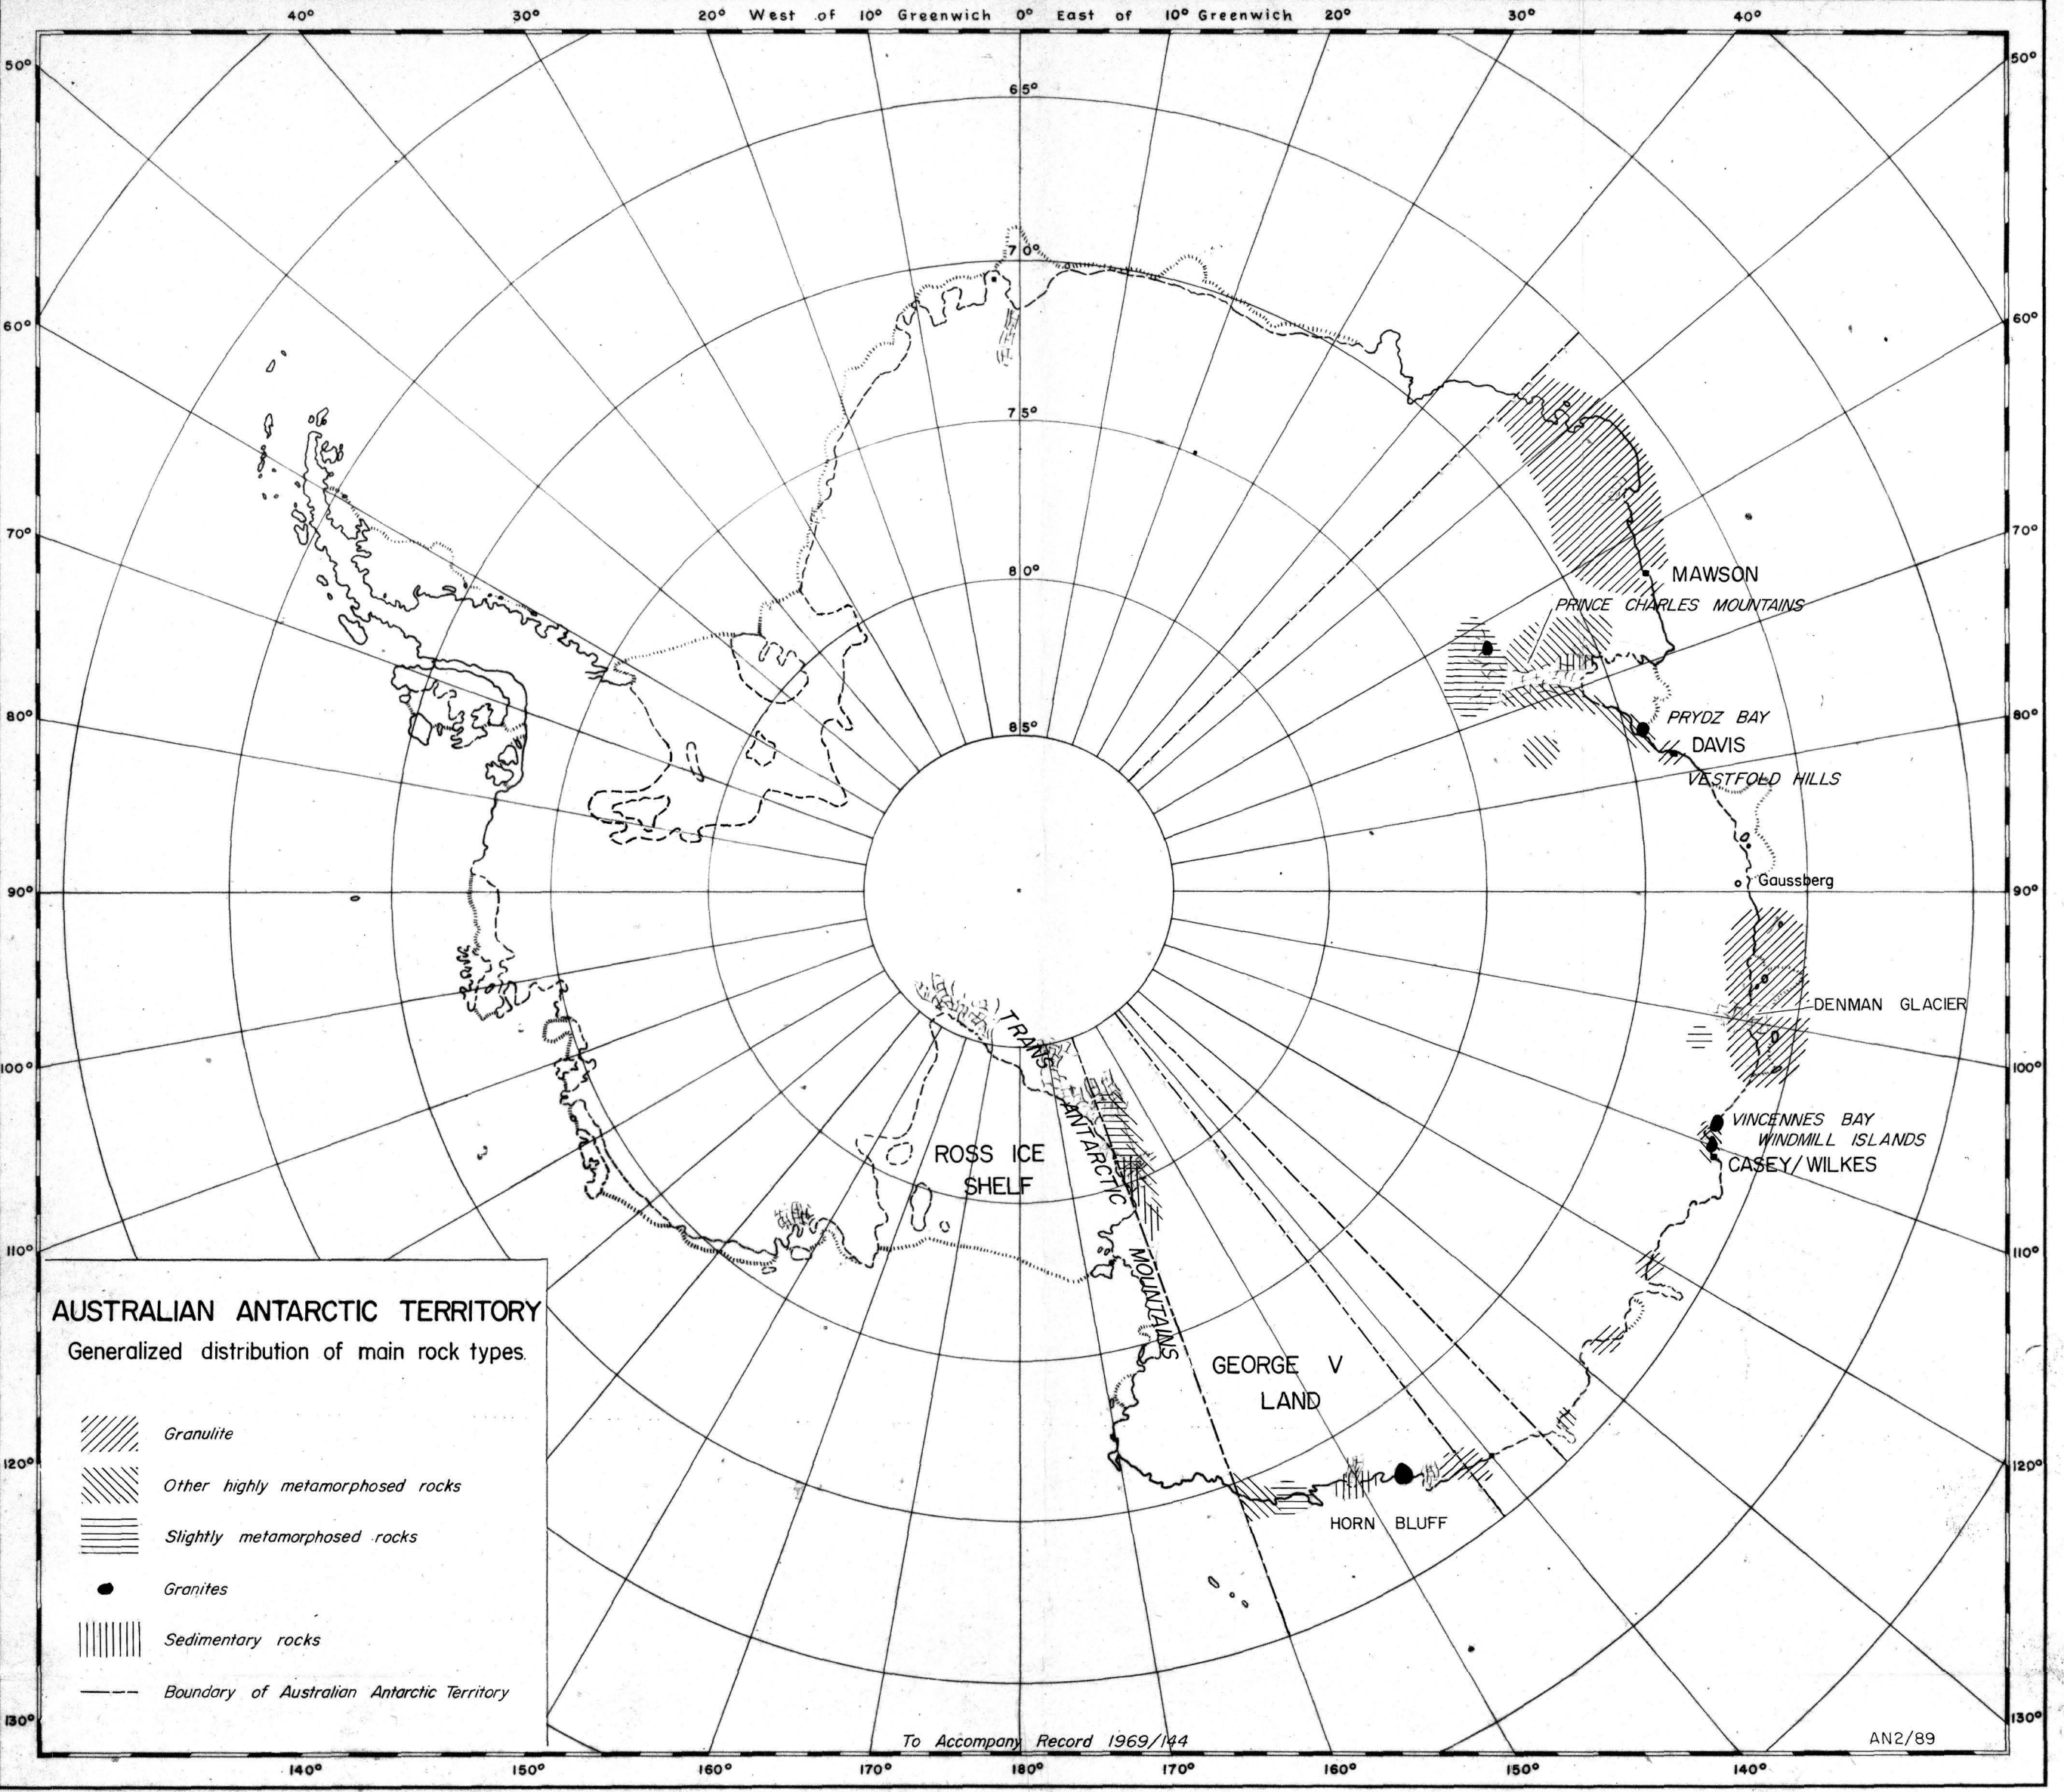 40° 30° 20° West of 10° Greenwich 0° East of 10° Greenwich 20° 30° 40°
50° 50°
65°
60° 60°
70°
75°
70° 70°
80°
MAWSON
PRINCE CHARLES MOUNTAINS
80° 80°
85°
PRYDZ BAY
DAVIS
VESTFOLD HILLS
Gaussberg
90° 90°
DENMAN GLACIER
TRANS
100° 100°
ANTARCTIC
VINCENNES BAY
WINDMILL ISLANDS
ROSS ICE
SHELF
CASEY/WILKES
110° 110°
MOUNTAINS
GEORGE V
LAND
120° 120°
HORN BLUFF
AUSTRALIAN ANTARCTIC TERRITORY
Generalized distribution of main rock types.
Granulite
Other highly metamorphosed rocks
Slightly metamorphosed rocks
Granites
Sedimentary rocks
Boundary of Australian Antarctic Territory
130° 130°
To Accompany Record 1969/144
AN2/89
140° 150° 160° 170° 180° 170° 160° 150° 140°